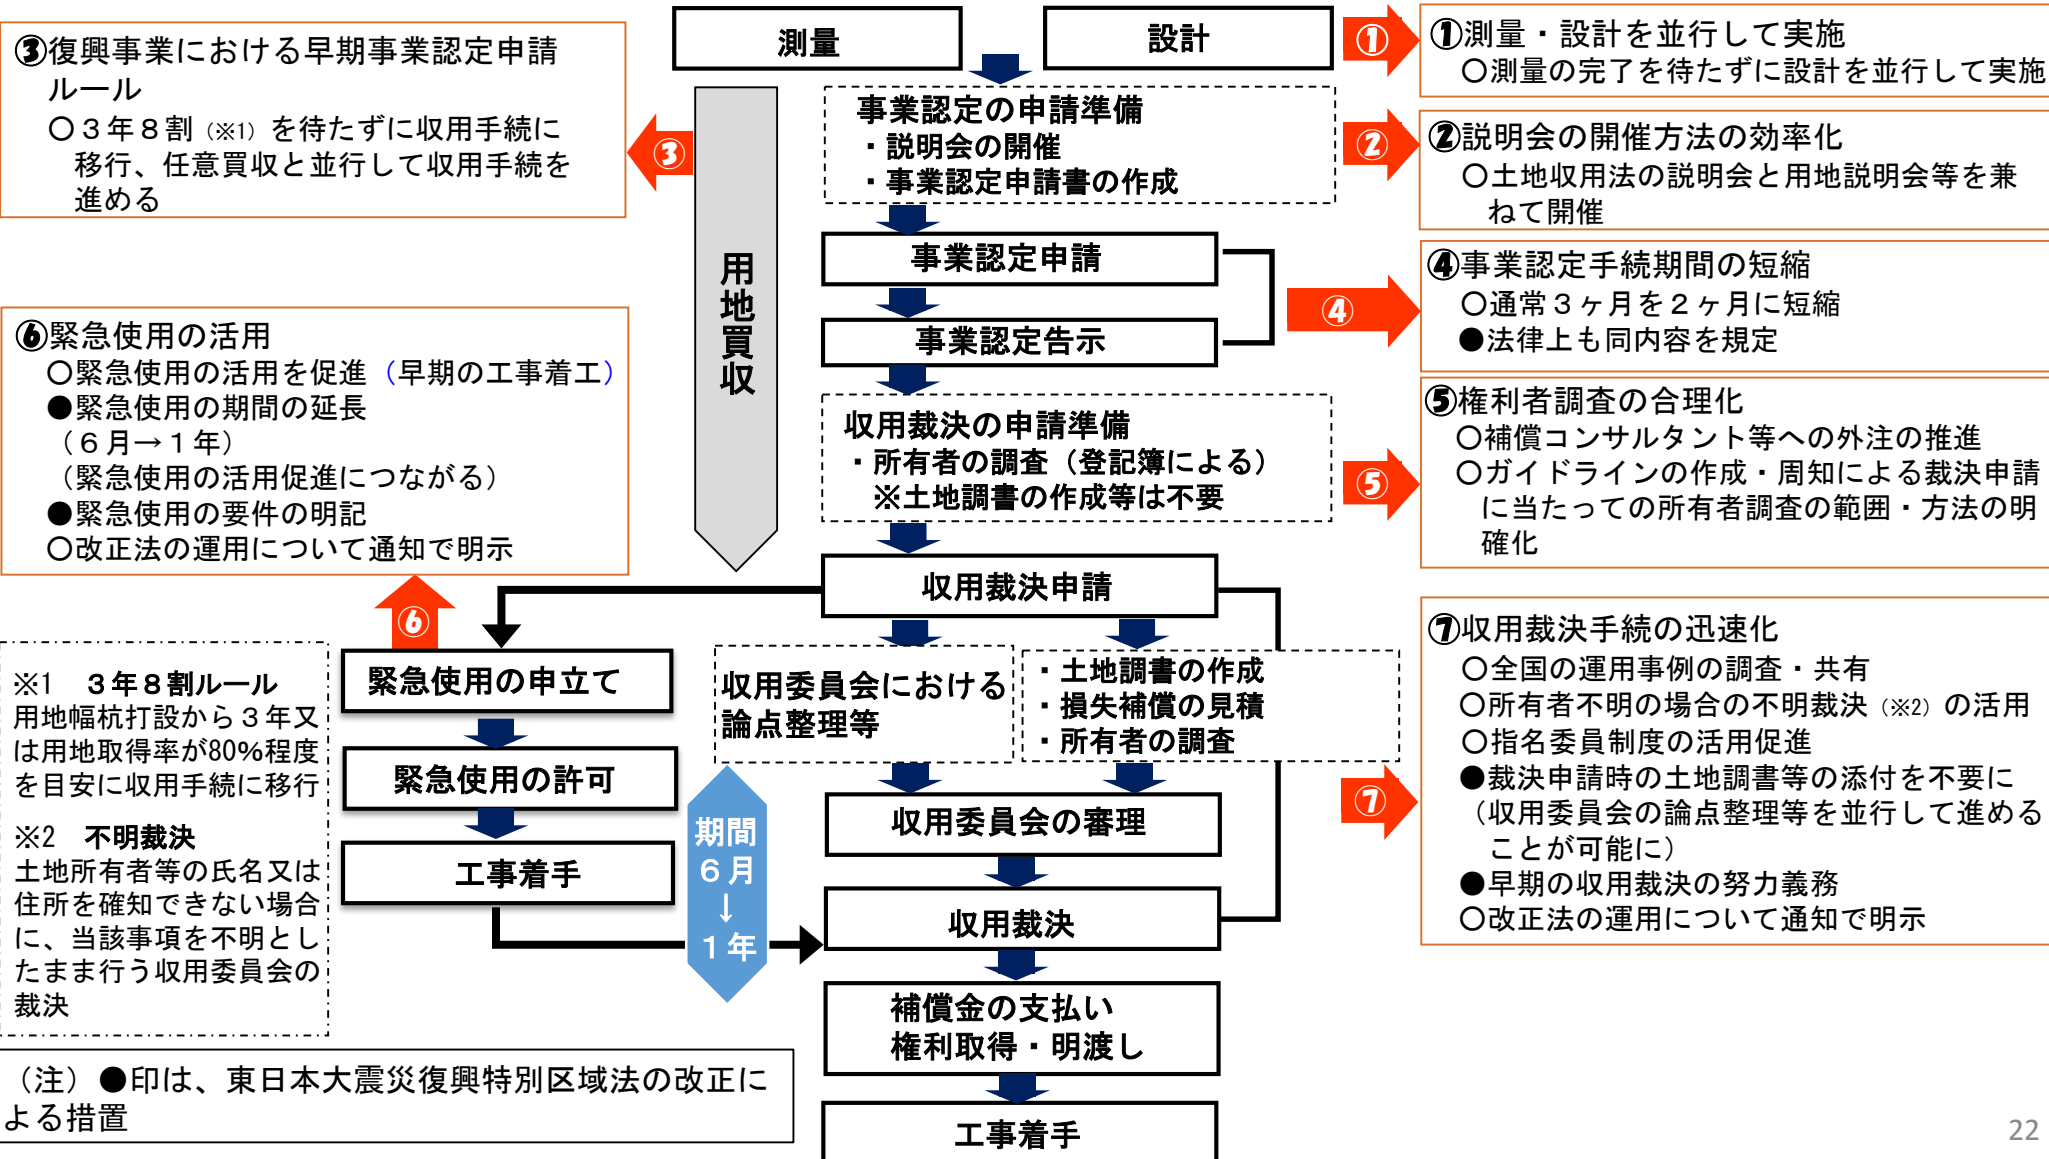 測量
設計
①
①測量・設計を並行して実施
○測量の完了を待たずに設計を並行して実施
③復興事業における早期事業認定申請
ルール
○３年８割（※1）を待たずに収用手続に
移行、任意買収と並行して収用手続を
進める
③
用地買収
事業認定の申請準備
・説明会の開催
・事業認定申請書の作成
②
②説明会の開催方法の効率化
○土地収用法の説明会と用地説明会等を兼
ねて開催
事業認定申請
事業認定告示
④
④事業認定手続期間の短縮
○通常３ヶ月を２ヶ月に短縮
●法律上も同内容を規定
⑥緊急使用の活用
○緊急使用の活用を促進（早期の工事着工）
●緊急使用の期間の延長
（６月→１年）
（緊急使用の活用促進につながる）
●緊急使用の要件の明記
○改正法の運用について通知で明示
⑥
収用裁決の申請準備
・所有者の調査（登記簿による）
※土地調書の作成等は不要
⑤
⑤権利者調査の合理化
○補償コンサルタント等への外注の推進
○ガイドラインの作成・周知による裁決申請
に当たっての所有者調査の範囲・方法の明
確化
収用裁決申請
緊急使用の申立て
緊急使用の許可
工事着手
収用委員会における
論点整理等
・土地調書の作成
・損失補償の見積
・所有者の調査
期間
６月
↓
１年
収用委員会の審理
収用裁決
補償金の支払い
権利取得・明渡し
工事着手
⑦
⑦収用裁決手続の迅速化
○全国の運用事例の調査・共有
○所有者不明の場合の不明裁決（※2）の活用
○指名委員制度の活用促進
●裁決申請時の土地調書等の添付を不要に
（収用委員会の論点整理等を並行して進める
ことが可能に）
●早期の収用裁決の努力義務
○改正法の運用について通知で明示
※1　３年８割ルール
用地幅杭打設から３年又
は用地取得率が80%程度
を目安に収用手続に移行
※2　不明裁決
土地所有者等の氏名又は
住所を確知できない場合
に、当該事項を不明とし
たまま行う収用委員会の
裁決
（注）●印は、東日本大震災復興特別区域法の改正に
よる措置
22